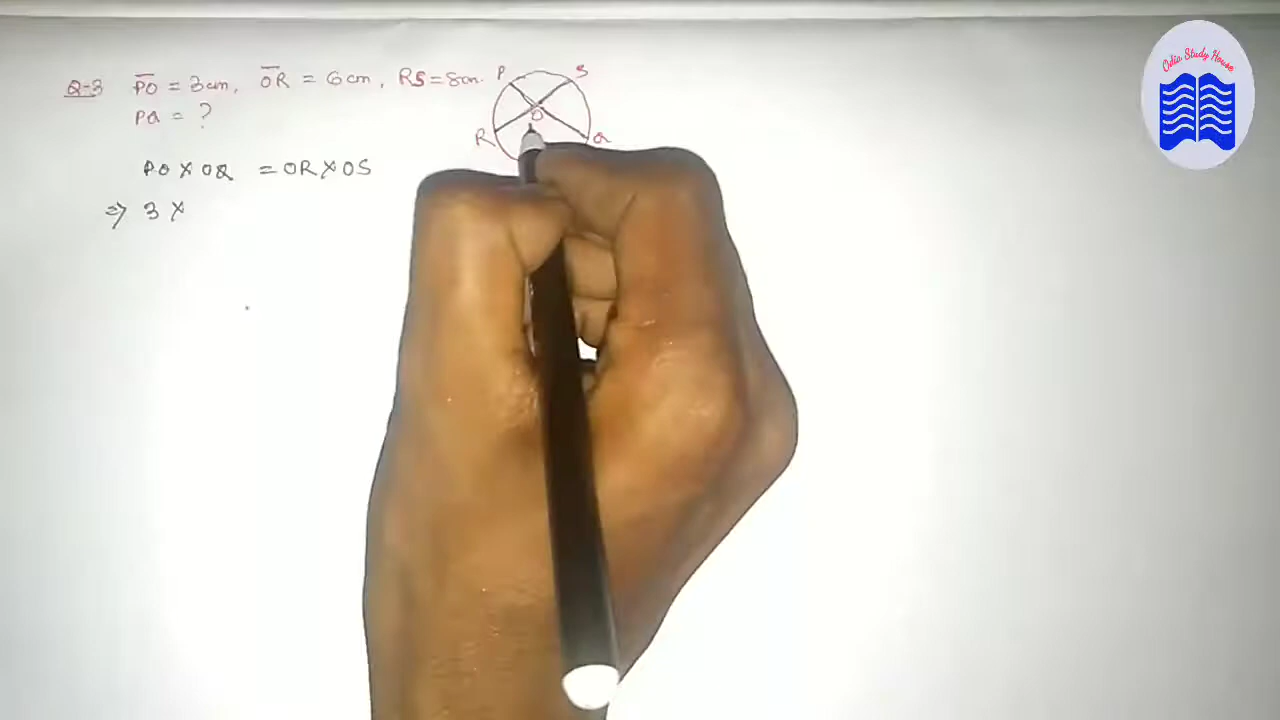 Q-3 PO = 3cm, OR = 6cm, RS = 8cm.
PQ = ?
P S
O
R Q
PO × OQ = OR × OS
⇒ 3 ×
Odia Study House